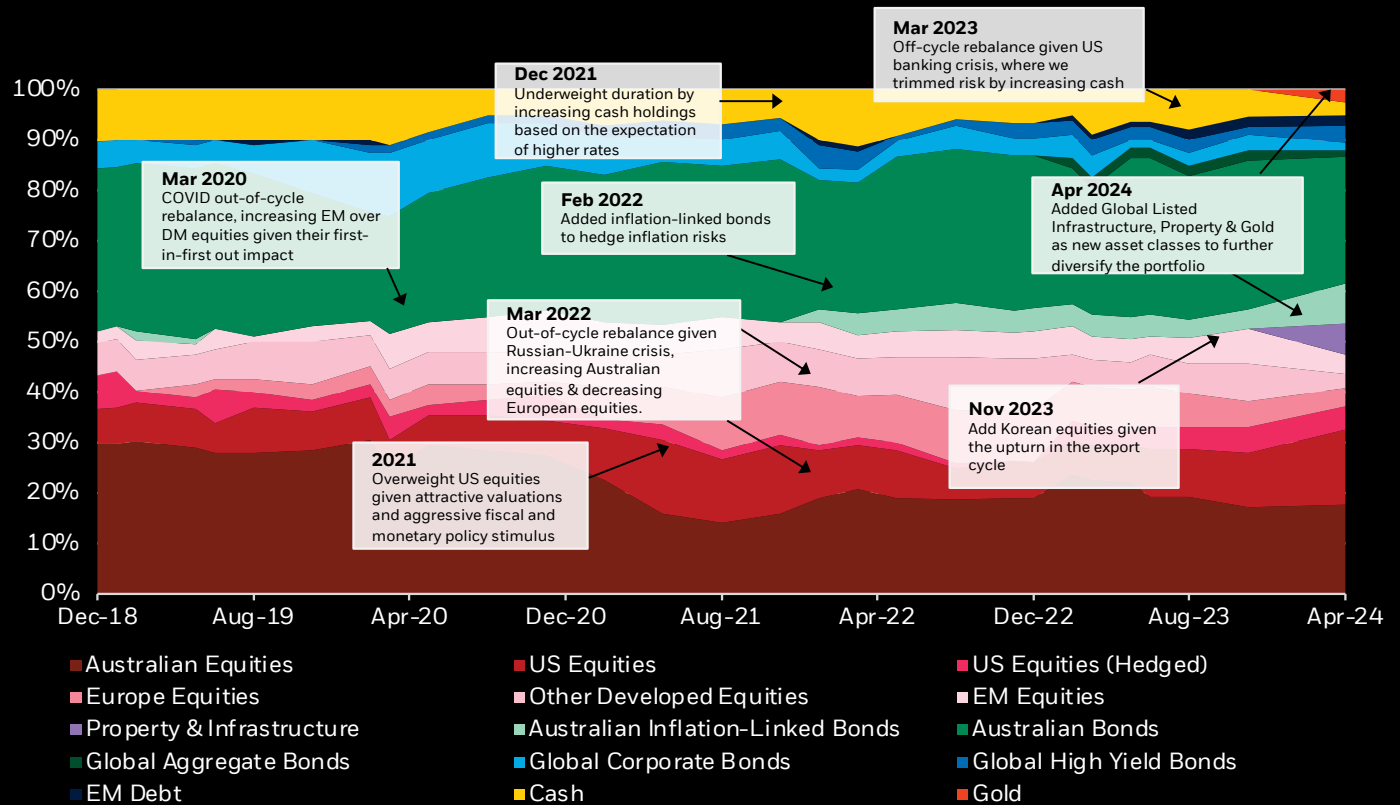 Mar 2023
Off-cycle rebalance given US
banking crisis, where we
trimmed risk by increasing cash
Dec 2021
Underweight duration by
increasing cash holdings
based on the expectation
of higher rates
Mar 2020
COVID out-of-cycle
rebalance, increasing EM over
DM equities given their first-
in-first out impact
Feb 2022
Added inflation-linked bonds
to hedge inflation risks
Apr 2024
Added Global Listed
Infrastructure, Property & Gold
as new asset classes to further
diversify the portfolio
Mar 2022
Out-of-cycle rebalance given
Russian-Ukraine crisis,
increasing Australian
equities & decreasing
European equities.
Nov 2023
Add Korean equities given
the upturn in the export
cycle
2021
Overweight US equities
given attractive valuations
and aggressive fiscal and
monetary policy stimulus
100%
90%
80%
70%
60%
50%
40%
30%
20%
10%
0%
Dec-18 Aug-19 Apr-20 Dec-20 Aug-21 Apr-22 Dec-22 Aug-23 Apr-24
Australian Equities US Equities US Equities (Hedged)
Europe Equities Other Developed Equities EM Equities
Property & Infrastructure Australian Inflation-Linked Bonds Australian Bonds
Global Aggregate Bonds Global Corporate Bonds Global High Yield Bonds
EM Debt Cash Gold